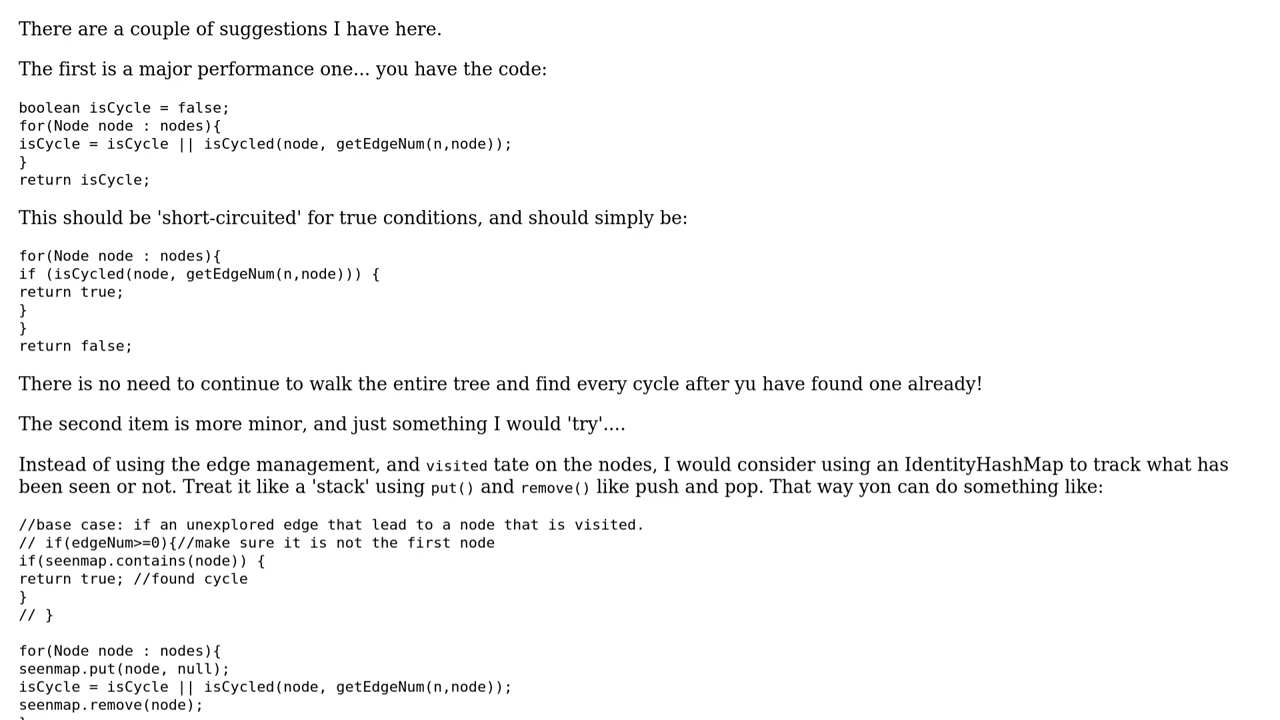 There are a couple of suggestions I have here.
The first is a major performance one... you have the code:
boolean isCycle = false;
for(Node node : nodes){
isCycle = isCycle || isCycled(node, getEdgeNum(n,node));
}
return isCycle;
This should be 'short-circuited' for true conditions, and should simply be:
for(Node node : nodes){
if (isCycled(node, getEdgeNum(n,node))) {
return true;
}
}
return false;
There is no need to continue to walk the entire tree and find every cycle after yu have found one already!
The second item is more minor, and just something I would 'try'....
Instead of using the edge management, and visited tate on the nodes, I would consider using an IdentityHashMap to track what has
been seen or not. Treat it like a 'stack' using put() and remove() like push and pop. That way yon can do something like:
//base case: if an unexplored edge that lead to a node that is visited.
// if(edgeNum>=0){//make sure it is not the first node
if(seenmap.contains(node)) {
return true; //found cycle
}
// }
for(Node node : nodes){
seenmap.put(node, null);
isCycle = isCycle || isCycled(node, getEdgeNum(n,node));
seenmap.remove(node);